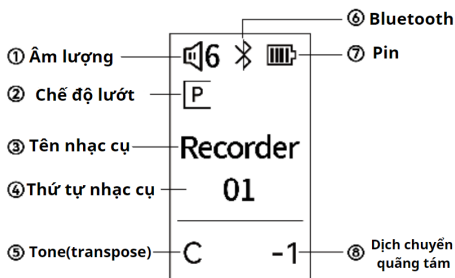 ⑥ Bluetooth
① Âm lượng
6
⑦ Pin
② Chế độ lướt
P
③ Tên nhạc cụ
Recorder
④ Thứ tự nhạc cụ
01
⑤ Tone(transpose)
C
-1
⑧ Dịch chuyển
quãng tám